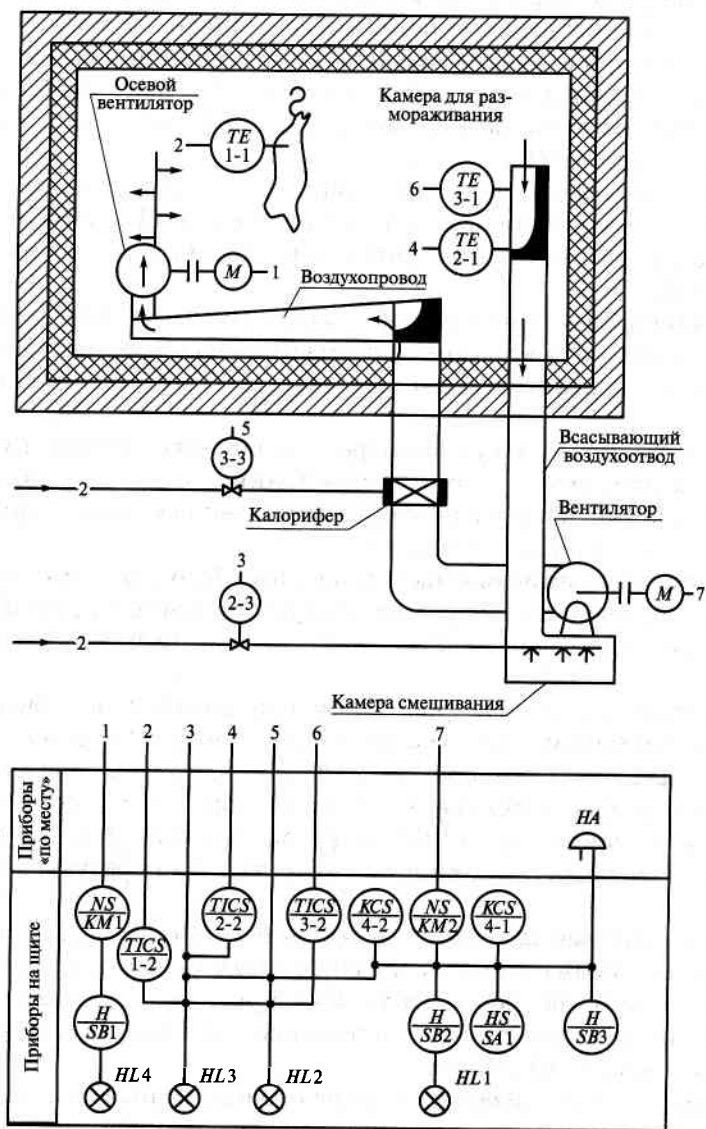 Осевой
вентилятор
Камера для раз-
мораживания
2
TE
1-1
6
TE
3-1
4
TE
2-1
M
1
Воздухопровод
5
3-3
2
Калорифер
Всасывающий
воздухоотвод
Вентилятор
3
2-3
M
7
2
Камера смешивания
1 2 3 4 5 6 7
Приборы
«по месту»
HA
Приборы на щите
NS
KM1
TICS
1-2
TICS
2-2
TICS
3-2
KCS
4-2
NS
KM2
KCS
4-1
H
SB1
H
SB2
HS
SA1
H
SB3
HL4
HL3
HL2
HL1